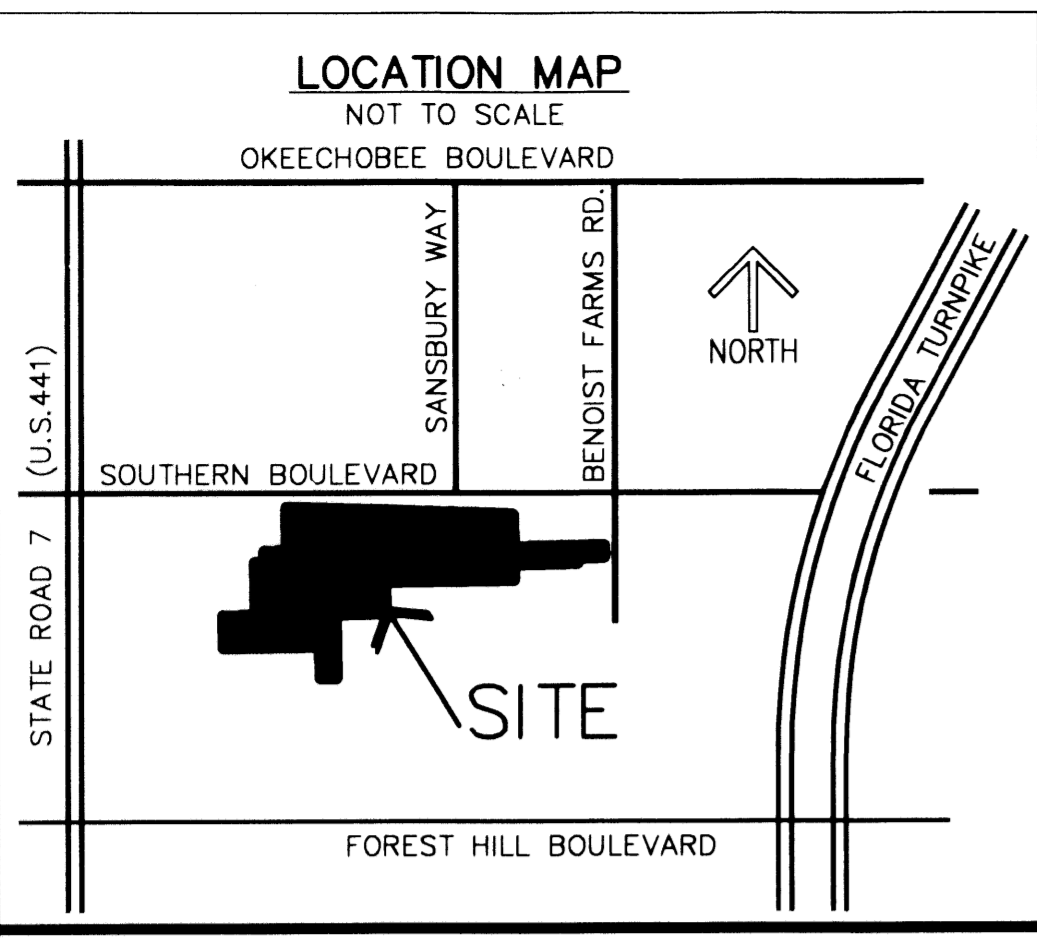 LOCATION MAP
NOT TO SCALE
OKEECHOBEE BOULEVARD
SANSBURY WAY
BENOIST FARMS RD.
NORTH
FLORIDA TURNPIKE
(U.S.441)
STATE ROAD 7
SOUTHERN BOULEVARD
SITE
FOREST HILL BOULEVARD